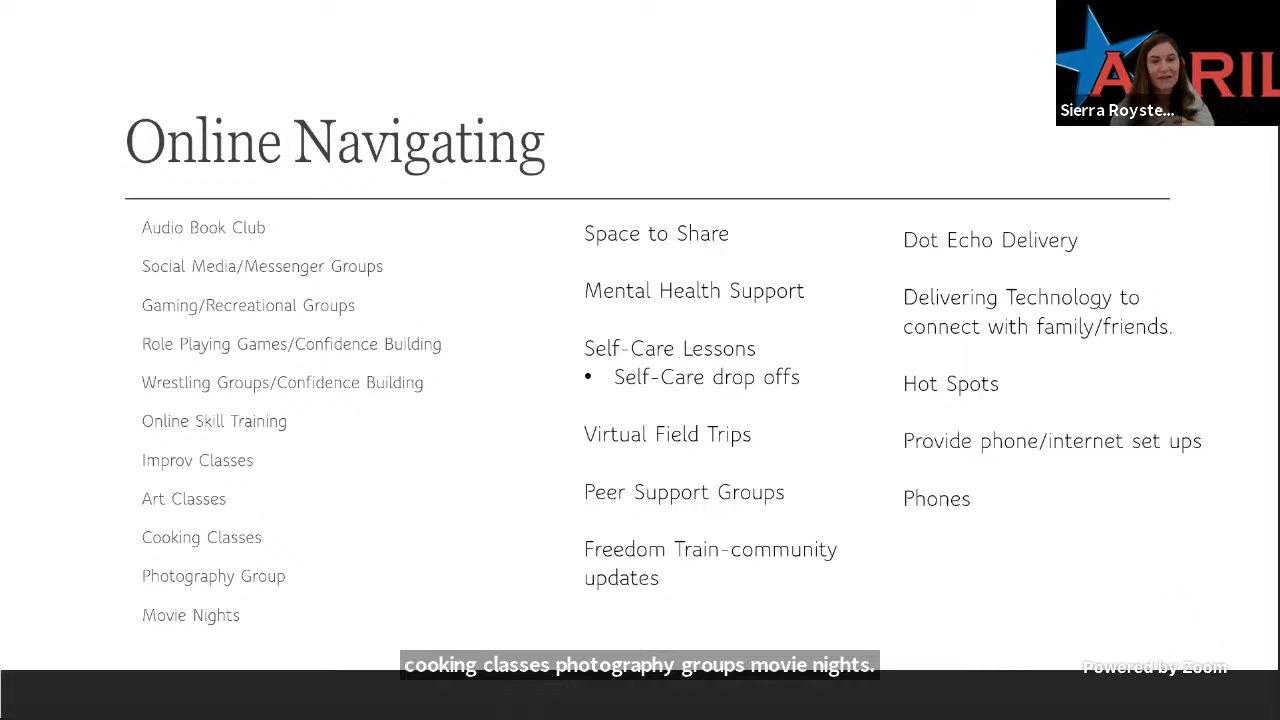 A RIL
Sierra Royste...
Online Navigating
Audio Book Club
Social Media/Messenger Groups
Gaming/Recreational Groups
Role Playing Games/Confidence Building
Wrestling Groups/Confidence Building
Online Skill Training
Improv Classes
Art Classes
Cooking Classes
Photography Group
Movie Nights
Space to Share
Mental Health Support
Self-Care Lessons
• Self-Care drop offs
Virtual Field Trips
Peer Support Groups
Freedom Train-community
updates
Dot Echo Delivery
Delivering Technology to
connect with family/friends.
Hot Spots
Provide phone/internet set ups
Phones
cooking classes photography groups movie nights.
Powered by Zoom